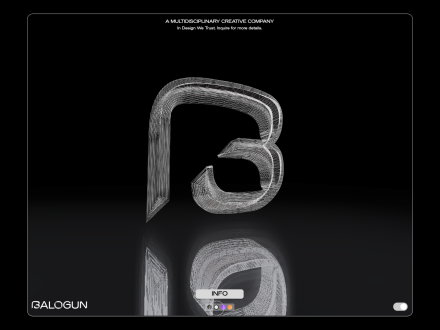 A MULTIDISCIPLINARY CREATIVE COMPANY
In Design We Trust. Inquire for more details.
B
INFO
BALOGUN